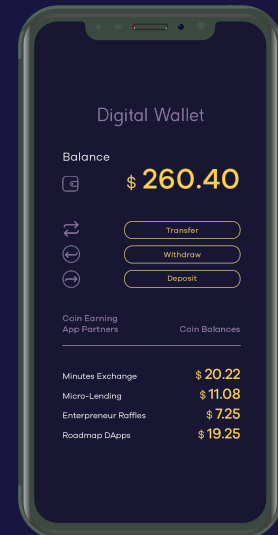 Digital Wallet
Balance
$ 260.40
Transfer
Withdraw
Deposit
Coin Earning
App Partners Coin Balances
Minutes Exchange $ 20.22
Micro-Lending $ 11.08
Enterpreneur Raffles $ 7.25
Roadmap DApps $ 19.25